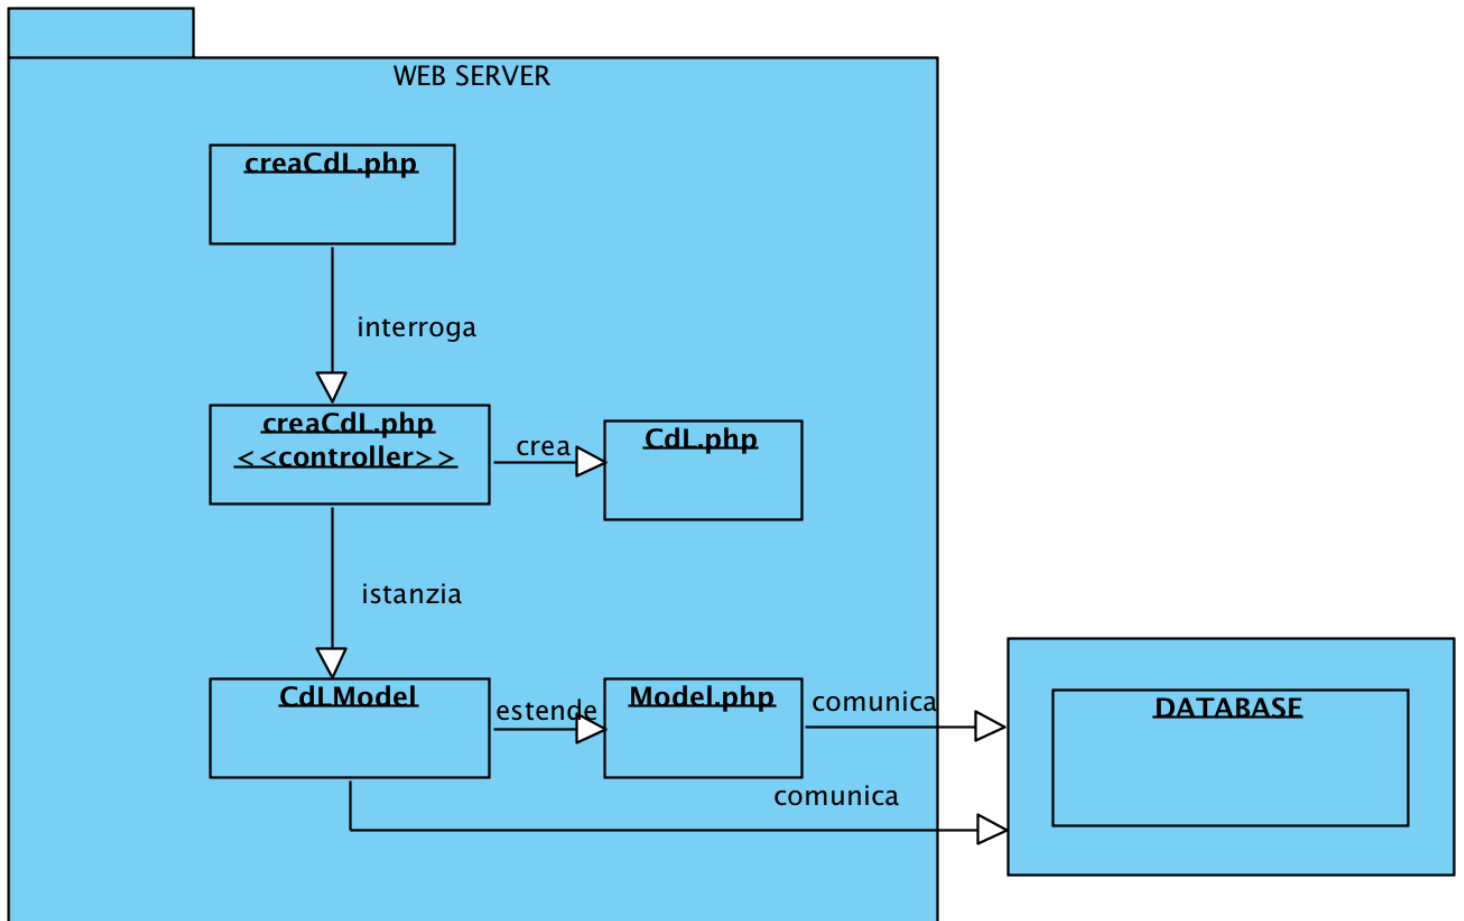 WEB SERVER
creaCdL.php
interroga
creaCdL.php
<<controller>>
crea
CdL.php
istanzia
CdLModel
estende
Model.php
comunica
DATABASE
comunica